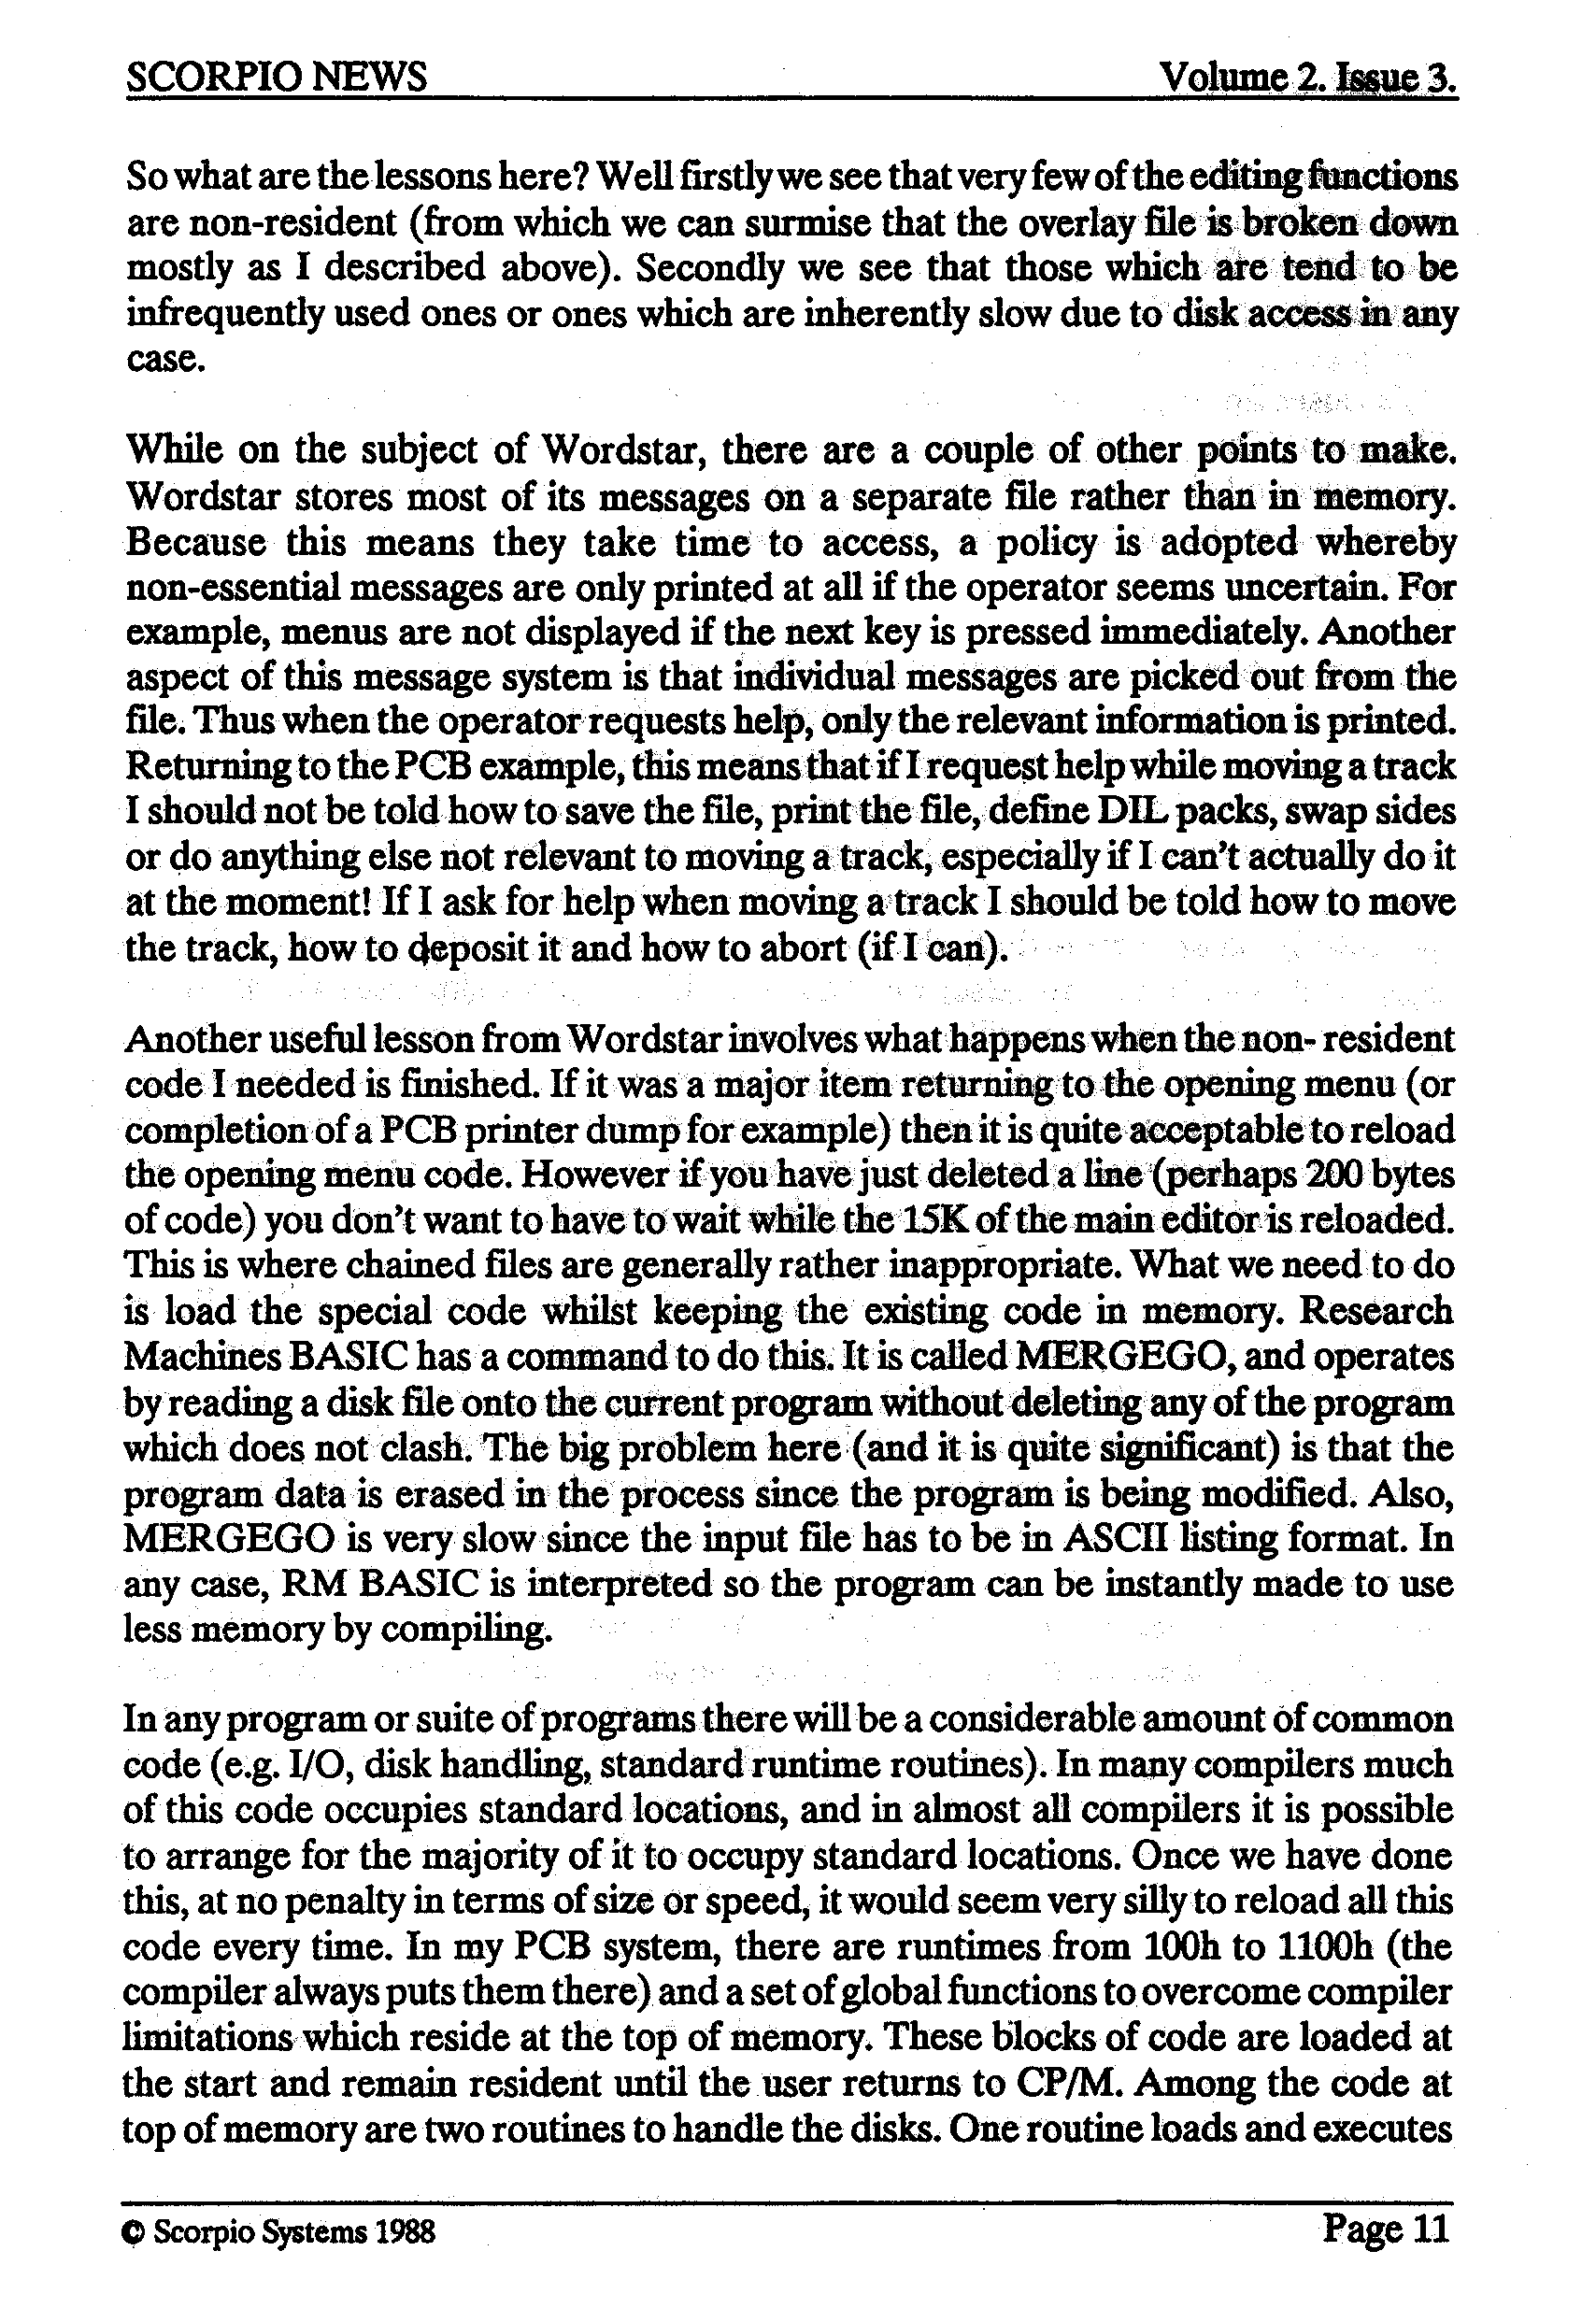 SCORPIO NEWS Volume 2. Issue 3.
So what are the lessons here? Well firstly we see that very few of the editing functions
are non-resident (from which we can surmise that the overlay file is broken down
mostly as I described above). Secondly we see that those which are tend to be
infrequently used ones or ones which are inherently slow due to disk access in any
case.
While on the subject of Wordstar, there are a couple of other points to make.
Wordstar stores most of its messages on a separate file rather than in memory.
Because this means they take time to access, a policy is adopted whereby
non-essential messages are only printed at all if the operator seems uncertain. For
example, menus are not displayed if the next key is pressed immediately. Another
aspect of this message system is that individual messages are picked out from the
file. Thus when the operator requests help, only the relevant information is printed.
Returning to the PCB example, this means that if I request help while moving a track
I should not be told how to save the file, print the file, define DIL packs, swap sides
or do anything else not relevant to moving a track, especially if I can't actually do it
at the moment! If I ask for help when moving a track I should be told how to move
the track, how to deposit it and how to abort (if I can).
Another useful lesson from Wordstar involves what happens when the non- resident
code I needed is finished. If it was a major item returning to the opening menu (or
completion of a PCB printer dump for example) then it is quite acceptable to reload
the opening menu code. However if you have just deleted a line (perhaps 200 bytes
of code) you don't want to have to wait while the 15K of the main editor is reloaded.
This is where chained files are generally rather inappropriate. What we need to do
is load the special code whilst keeping the existing code in memory. Research
Machines BASIC has a command to do this. It is called MERGEGO, and operates
by reading a disk file onto the current program without deleting any of the program
which does not clash. The big problem here (and it is quite significant) is that the
program data is erased in the process since the program is being modified. Also,
MERGEGO is very slow since the input file has to be in ASCII listing format. In
any case, RM BASIC is interpreted so the program can be instantly made to use
less memory by compiling.
In any program or suite of programs there will be a considerable amount of common
code (e.g. I/O, disk handling, standard runtime routines). In many compilers much
of this code occupies standard locations, and in almost all compilers it is possible
to arrange for the majority of it to occupy standard locations. Once we have done
this, at no penalty in terms of size or speed, it would seem very silly to reload all this
code every time. In my PCB system, there are runtimes from 100h to 1100h (the
compiler always puts them there) and a set of global functions to overcome compiler
limitations which reside at the top of memory. These blocks of code are loaded at
the start and remain resident until the user returns to CP/M. Among the code at
top of memory are two routines to handle the disks. One routine loads and executes
© Scorpio Systems 1988 Page 11